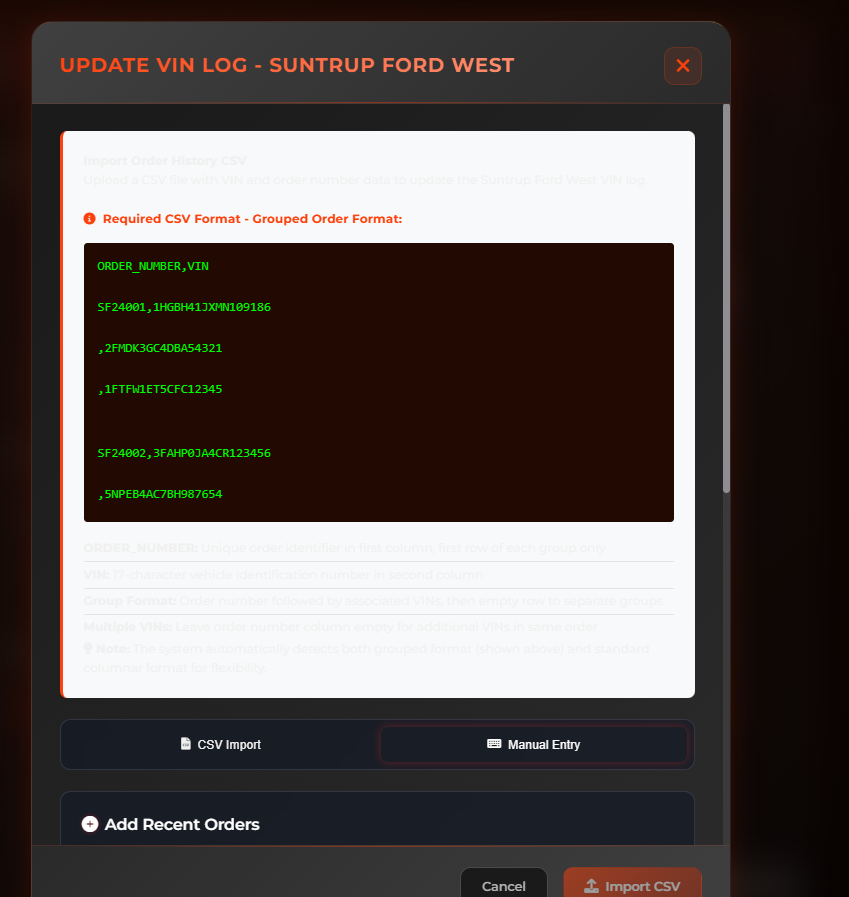 UPDATE VIN LOG - SUNTRUP FORD WEST
Import Order History CSV
Upload a CSV file with VIN and order number data to update the Suntrup Ford West VIN log.
Required CSV Format - Grouped Order Format:
ORDER_NUMBER,VIN
SF24001,1HGBH41JXMN109186
,2FMDK3GC4DBA54321
,1FTFW1ET5CFC12345
SF24002,3FAHP0JA4CR123456
,5NPEB4AC7BH987654
ORDER_NUMBER: Unique order identifier in first column, first row of each group only
VIN: 17-character vehicle identification number in second column
Group Format: Order number followed by associated VINs, then empty row to separate groups
Multiple VINs: Leave order number column empty for additional VINs in same order
Note: The system automatically detects both grouped format (shown above) and standard
columnar format for flexibility.
CSV Import
Manual Entry
Add Recent Orders
Cancel
Import CSV